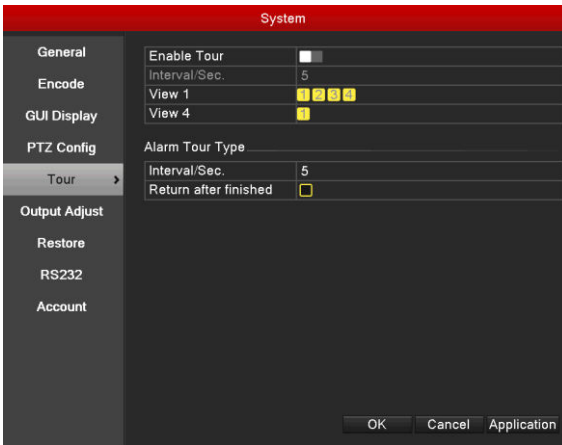 System
General
Encode
GUI Display
PTZ Config
Tour >
Output Adjust
Restore
RS232
Account
Enable Tour
Interval/Sec. 5
View 1 1 2 3 4
View 4 1
Alarm Tour Type
Interval/Sec. 5
Return after finished
OK Cancel Application